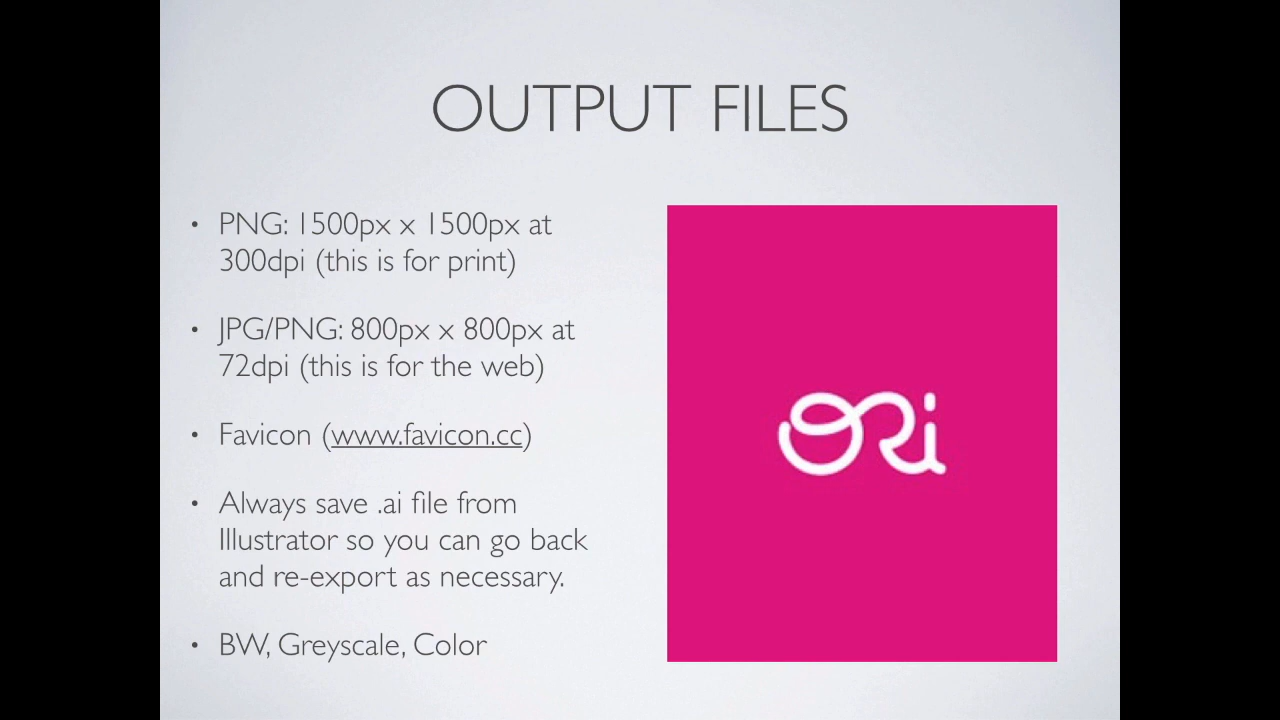 OUTPUT FILES
• PNG: 1500px x 1500px at
300dpi (this is for print)
• JPG/PNG: 800px x 800px at
72dpi (this is for the web)
• Favicon (www.favicon.cc)
• Always save .ai file from
Illustrator so you can go back
and re-export as necessary.
• BW, Greyscale, Color
ORi